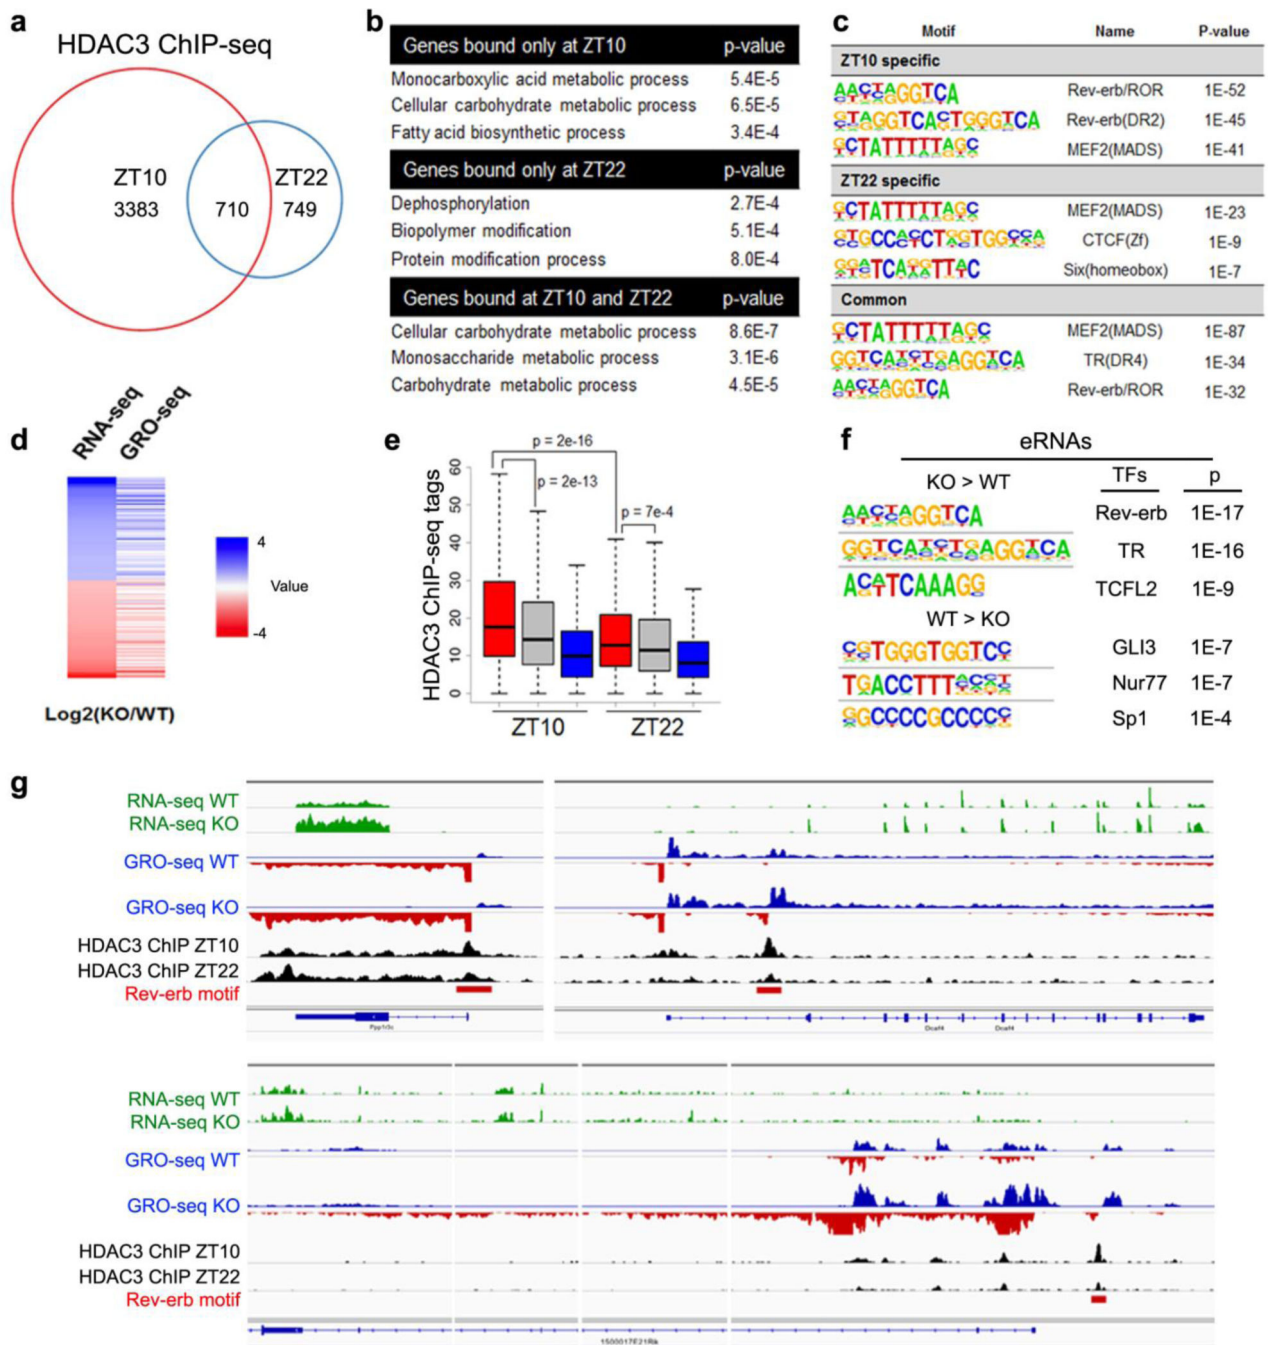 a
HDAC3 ChIP-seq
ZT10
3383
710
ZT22
749
b
Genes bound only at ZT10 p-value
Monocarboxylic acid metabolic process 5.4E-5
Cellular carbohydrate metabolic process 6.5E-5
Fatty acid biosynthetic process 3.4E-4
Genes bound only at ZT22 p-value
Dephosphorylation 2.7E-4
Biopolymer modification 5.1E-4
Protein modification process 8.0E-4
Genes bound at ZT10 and ZT22 p-value
Cellular carbohydrate metabolic process 8.6E-7
Monosaccharide metabolic process 3.1E-6
Carbohydrate metabolic process 4.5E-5
c
Motif Name P-value
ZT10 specific
Rev-erb/ROR 1E-52
Rev-erb(DR2) 1E-45
MEF2(MADS) 1E-41
ZT22 specific
MEF2(MADS) 1E-23
CTCF(Zf) 1E-9
Six(homeobox) 1E-7
Common
MEF2(MADS) 1E-87
TR(DR4) 1E-34
Rev-erb/ROR 1E-32
d
RNA-seq
GRO-seq
4
Value
-4
Log2(KO/WT)
e
HDAC3 ChIP-seq tags
60
50
40
30
20
10
0
p = 2e-16
p = 2e-13
p = 7e-4
ZT10 ZT22
f
eRNAs
KO > WT TFs p
Rev-erb 1E-17
TR 1E-16
TCFL2 1E-9
WT > KO
GLI3 1E-7
Nur77 1E-7
Sp1 1E-4
g
RNA-seq WT
RNA-seq KO
GRO-seq WT
GRO-seq KO
HDAC3 ChIP ZT10
HDAC3 ChIP ZT22
Rev-erb motif
Ppp1r3c
Dcaf4 Dcaf4
RNA-seq WT
RNA-seq KO
GRO-seq WT
GRO-seq KO
HDAC3 ChIP ZT10
HDAC3 ChIP ZT22
Rev-erb motif
1500017E21Rik